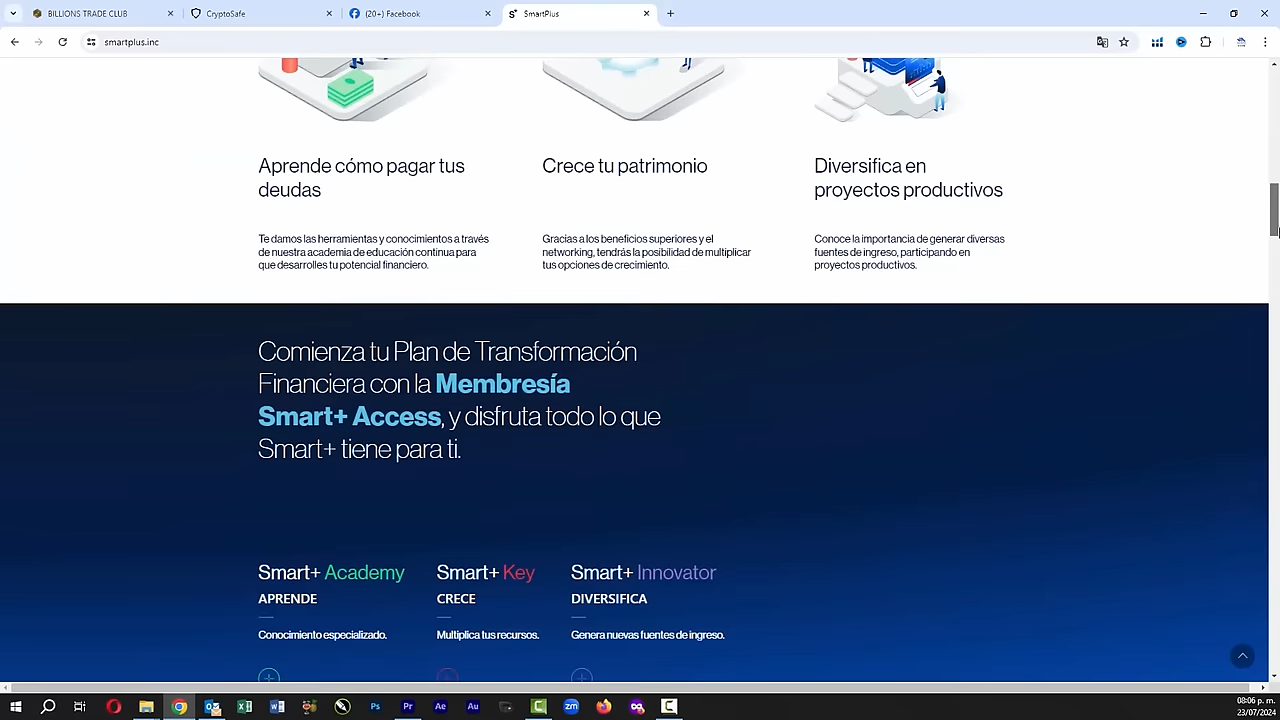 BILLIONS TRADE CLUB
CryptoSafe
(20+) Facebook
SmartPlus
smartplus.inc
Aprende cómo pagar tus
deudas
Te damos las herramientas y conocimientos a través
de nuestra academia de educación continua para
que desarrolles tu potencial financiero.
Crece tu patrimonio
Gracias a los beneficios superiores y el
networking, tendrás la posibilidad de multiplicar
tus opciones de crecimiento.
Diversifica en
proyectos productivos
Conoce la importancia de generar diversas
fuentes de ingreso, participando en
proyectos productivos.
Comienza tu Plan de Transformación
Financiera con la Membresía
Smart+ Access, y disfruta todo lo que
Smart+ tiene para ti.
Smart+ Academy
APRENDE
Conocimiento especializado.
Smart+ Key
CRECE
Multiplica tus recursos.
Smart+ Innovator
DIVERSIFICA
Genera nuevas fuentes de ingreso.
08:06 p. m.
23/07/2024